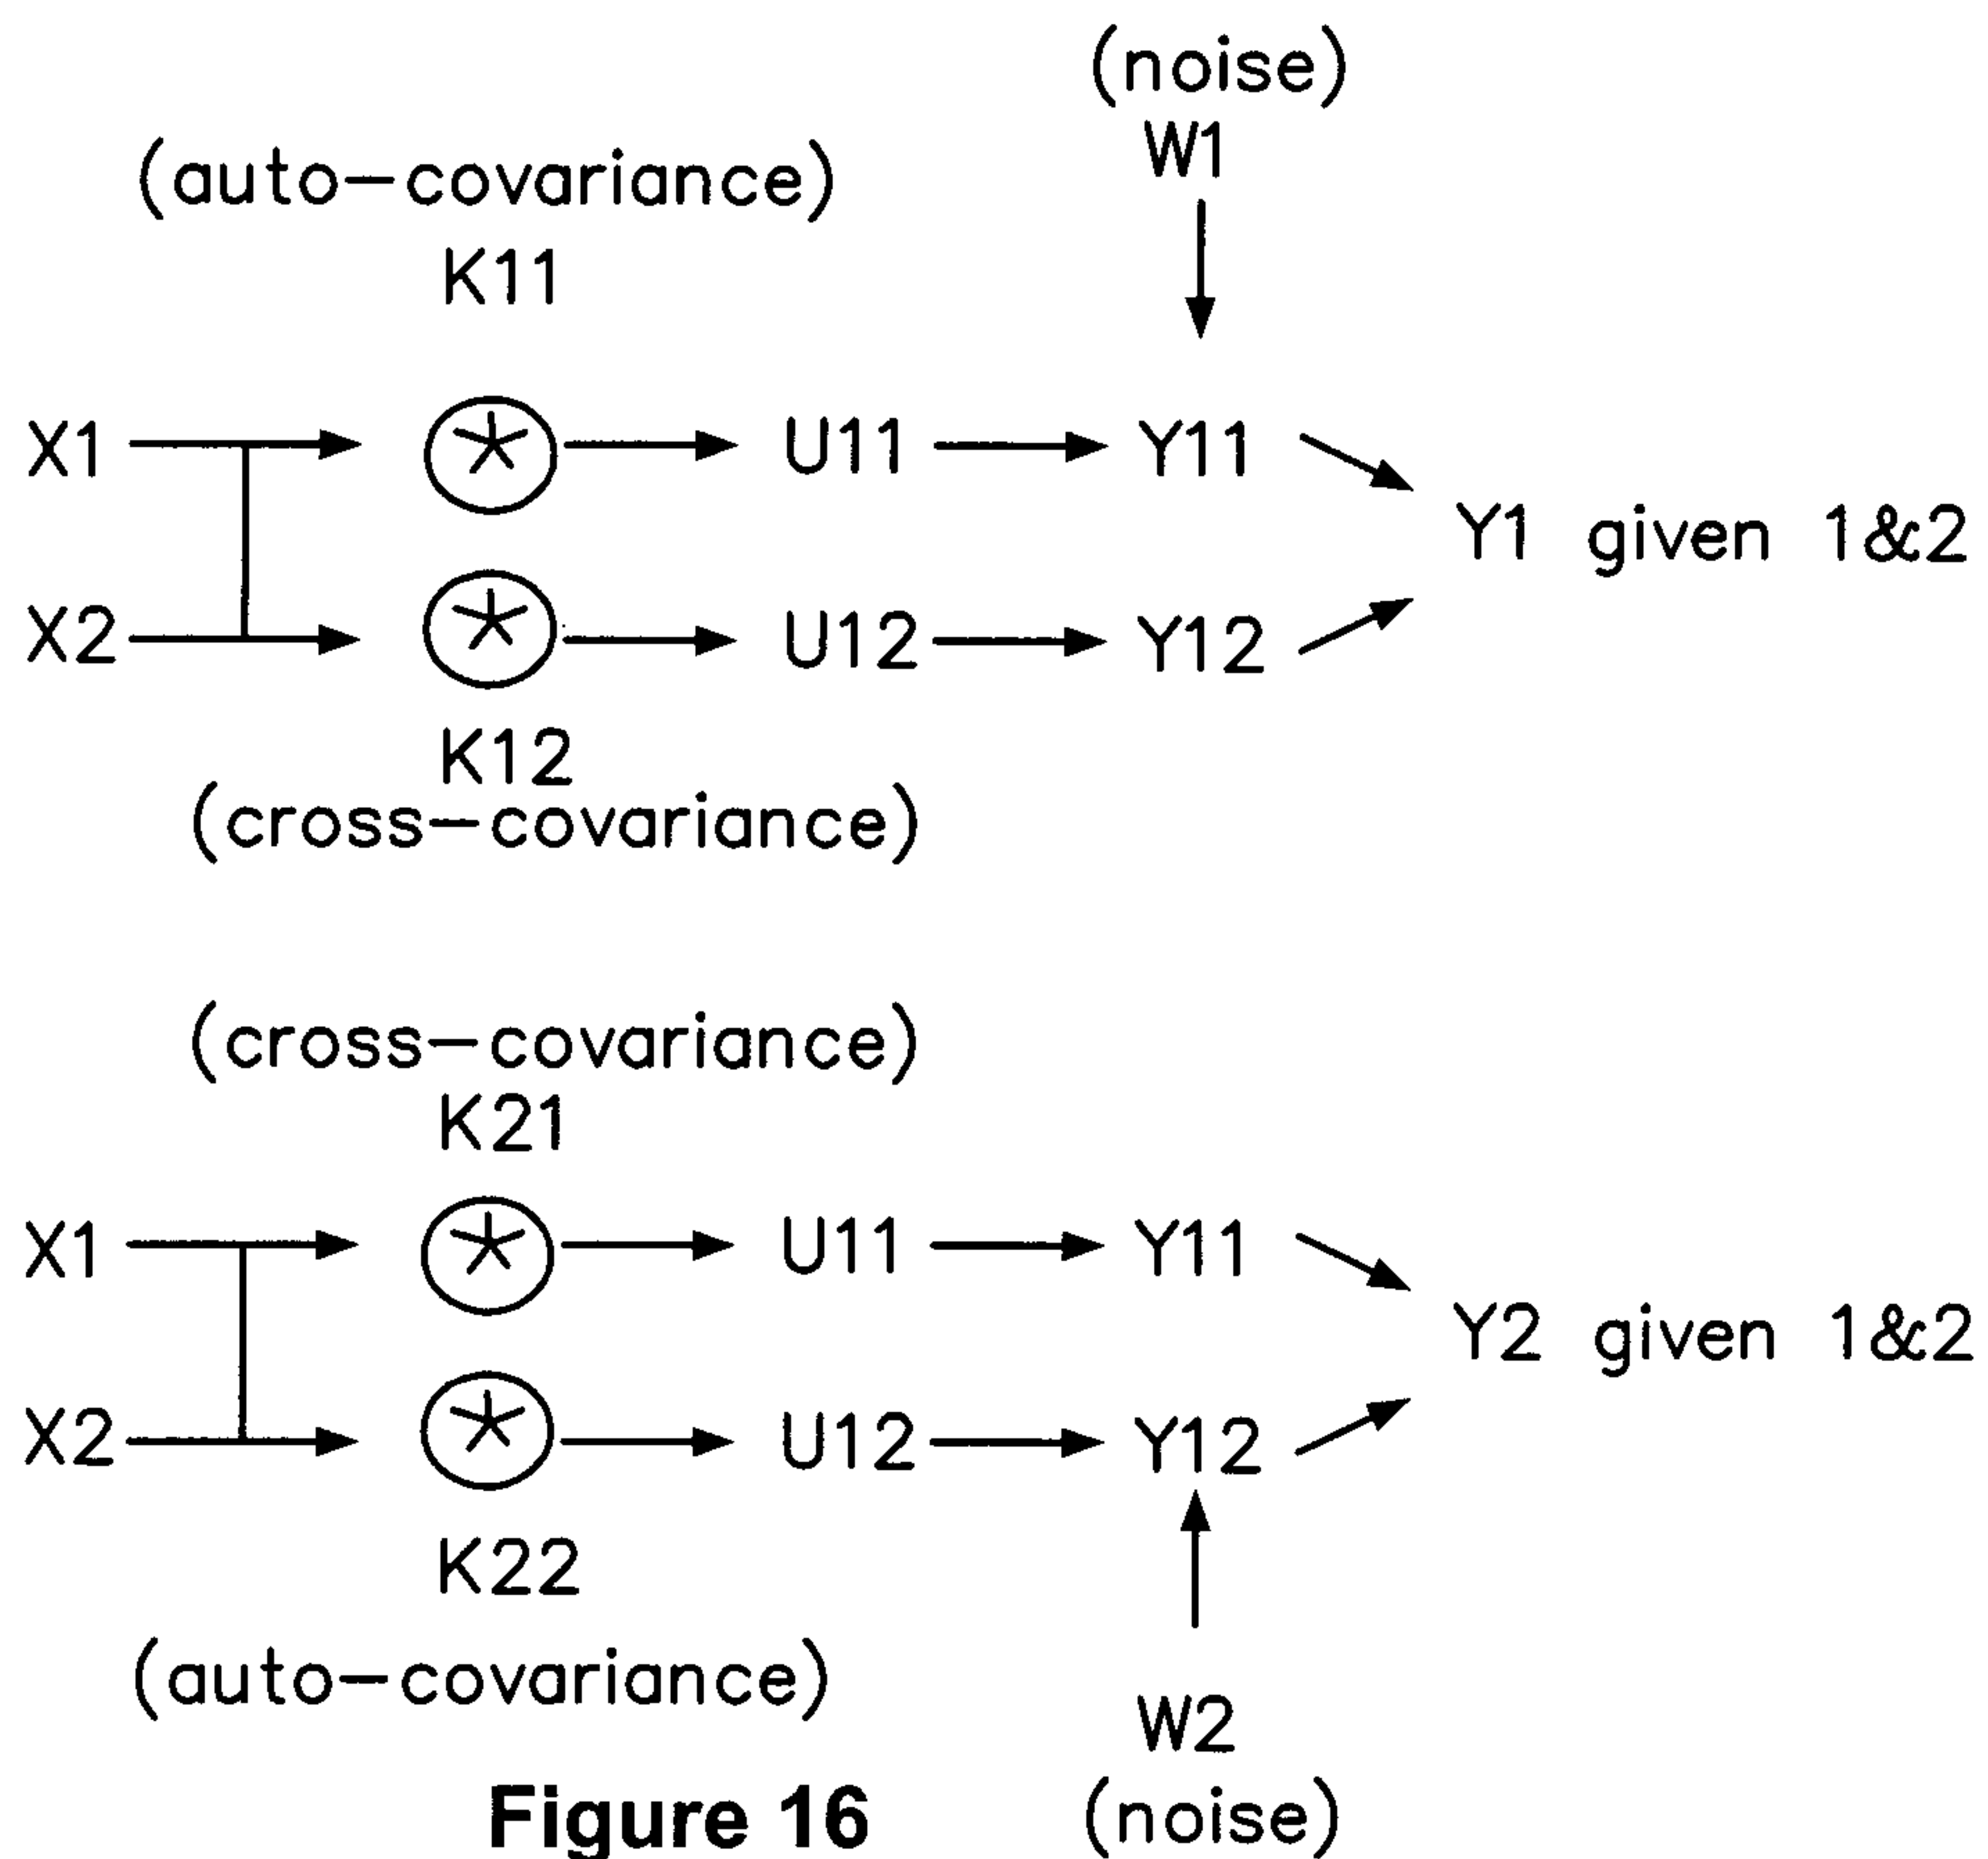 (noise)
W1
(auto-covariance)
K11
X1 * U11 Y11
Y1 given 1&2
X2 * U12 Y12
K12
(cross-covariance)
(cross-covariance)
K21
X1 * U11 Y11
Y2 given 1&2
X2 * U12 Y12
K22
(auto-covariance)
W2
(noise)
Figure 16